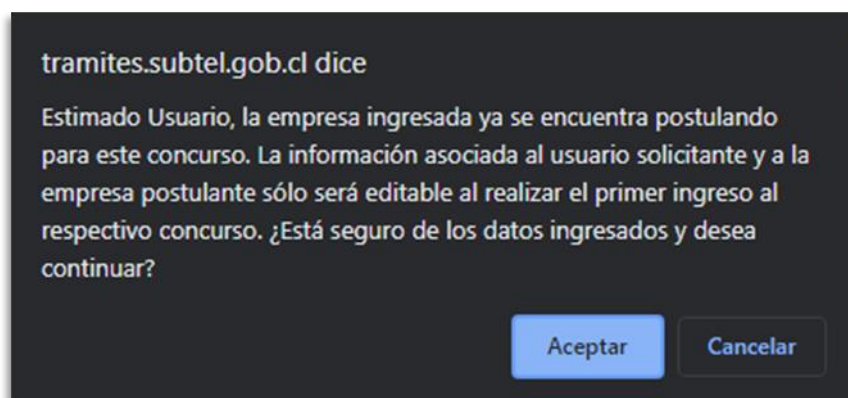 tramites.subtel.gob.cl dice
Estimado Usuario, la empresa ingresada ya se encuentra postulando
para este concurso. La información asociada al usuario solicitante y a la
empresa postulante sólo será editable al realizar el primer ingreso al
respectivo concurso. ¿Está seguro de los datos ingresados y desea
continuar?
Aceptar
Cancelar